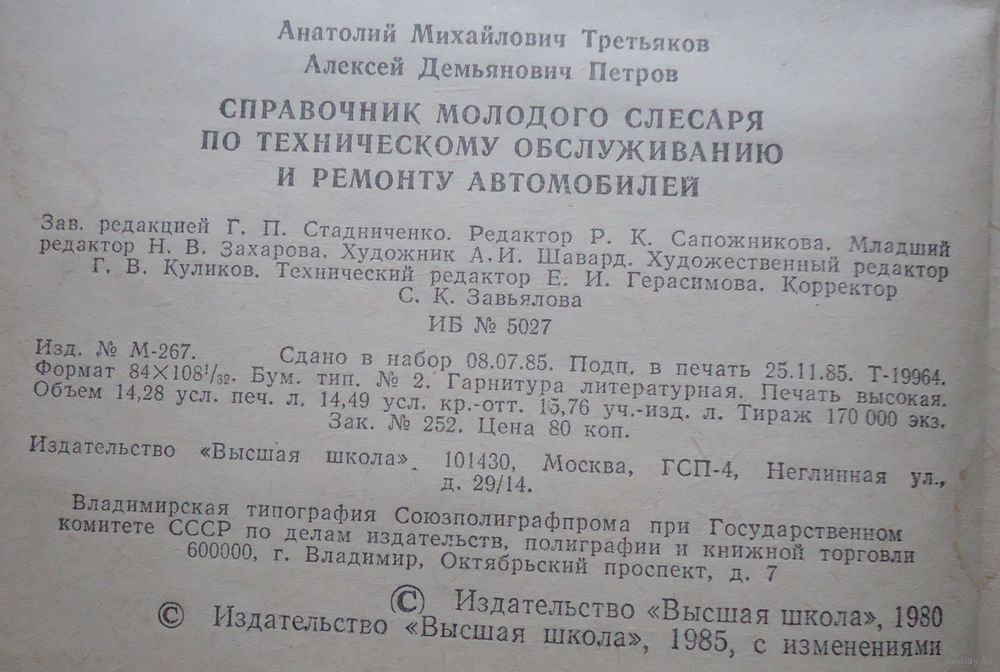 Анатолий Михайлович Третьяков
Алексей Демьянович Петров
СПРАВОЧНИК МОЛОДОГО СЛЕСАРЯ
ПО ТЕХНИЧЕСКОМУ ОБСЛУЖИВАНИЮ
И РЕМОНТУ АВТОМОБИЛЕЙ
Зав. редакцией Г. П. Стадниченко. Редактор Р. К. Сапожникова. Младший
редактор Н. В. Захарова. Художник А. И. Шавард. Художественный редактор
Г. В. Куликов. Технический редактор Е. И. Герасимова. Корректор
С. К. Завьялова
ИБ № 5027
Изд. № М-267. Сдано в набор 08.07.85. Подп. в печать 25.11.85. Т-19964.
Формат 84×108¹/₃₂. Бум. тип. № 2. Гарнитура литературная. Печать высокая.
Объем 14,28 усл. печ. л. 14,49 усл. кр.-отт. 15,76 уч.-изд. л. Тираж 170 000 экз.
Зак. № 252. Цена 80 коп.
Издательство «Высшая школа». 101430, Москва, ГСП-4, Неглинная ул.,
д. 29/14.
Владимирская типография Союзполиграфпрома при Государственном
комитете СССР по делам издательств, полиграфии и книжной торговли
600000, г. Владимир, Октябрьский проспект, д. 7
© Издательство «Высшая школа», 1980
© Издательство «Высшая школа», 1985, с изменениями
www.ay.by